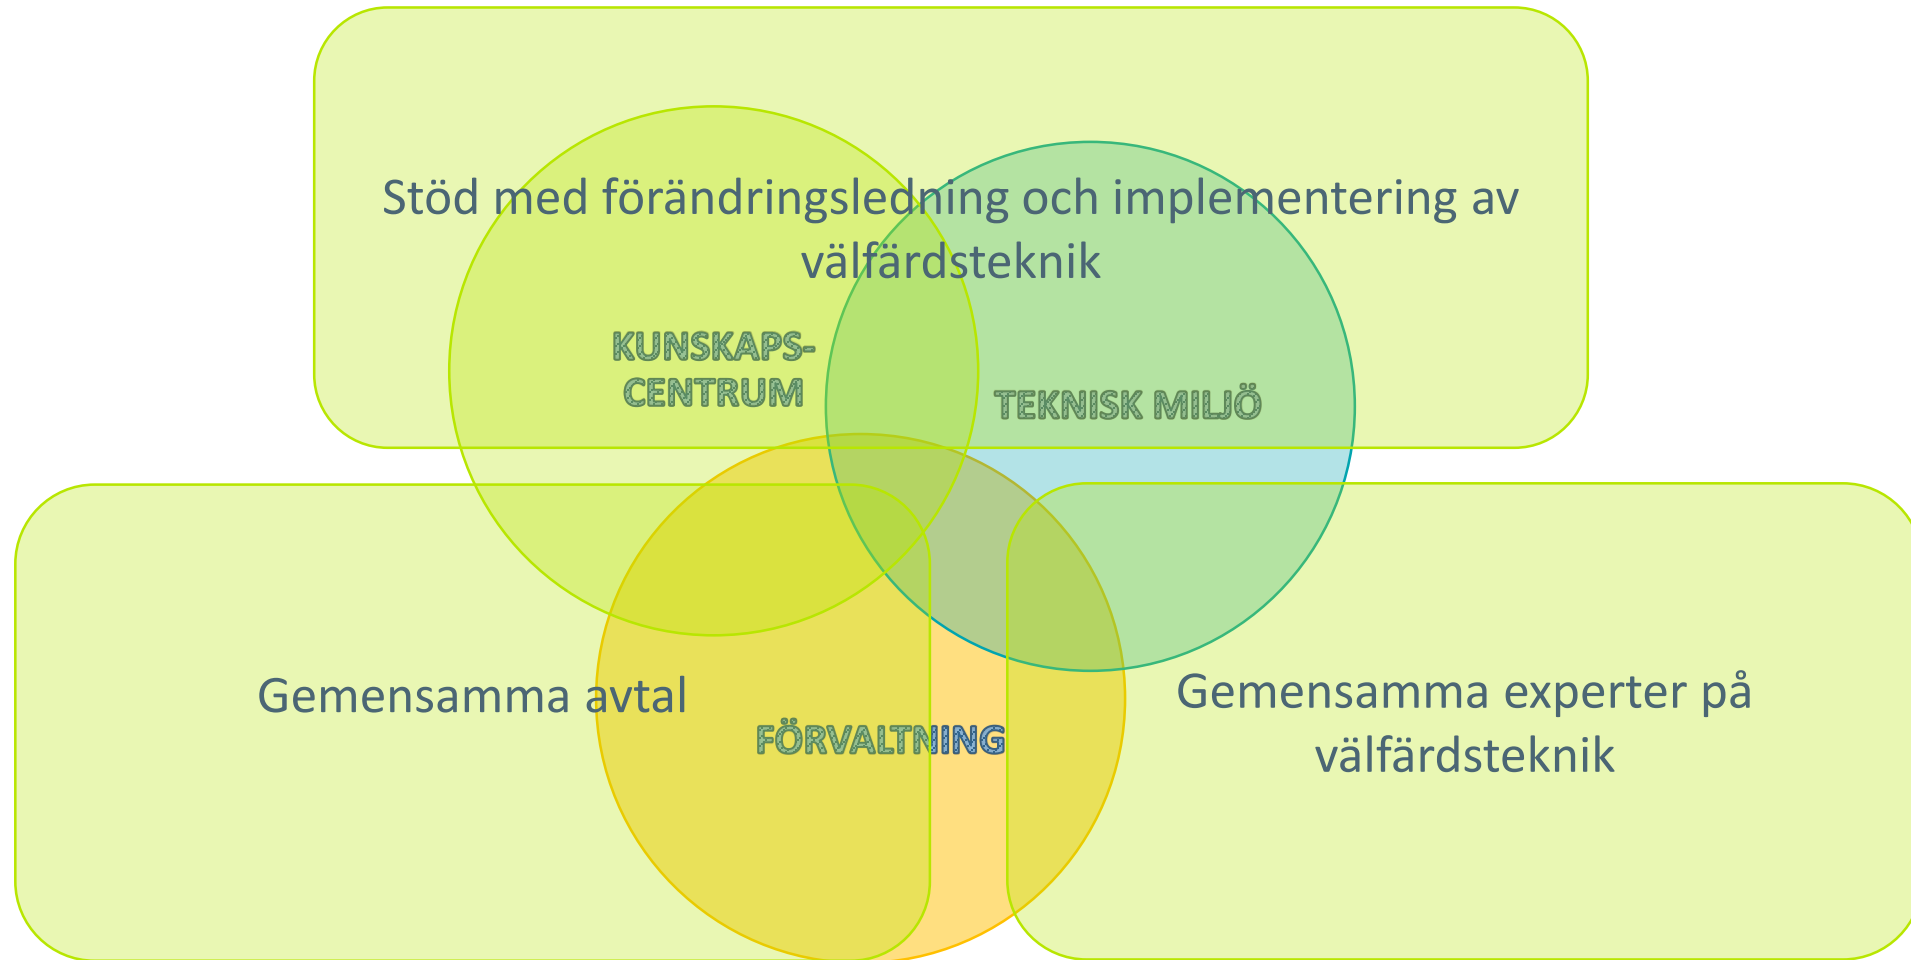 Stöd med förändringsledning och implementering av
välfärdsteknik
KUNSKAPS-
CENTRUM
TEKNISK MILJÖ
Gemensamma avtal
FÖRVALTNING
Gemensamma experter på
välfärdsteknik